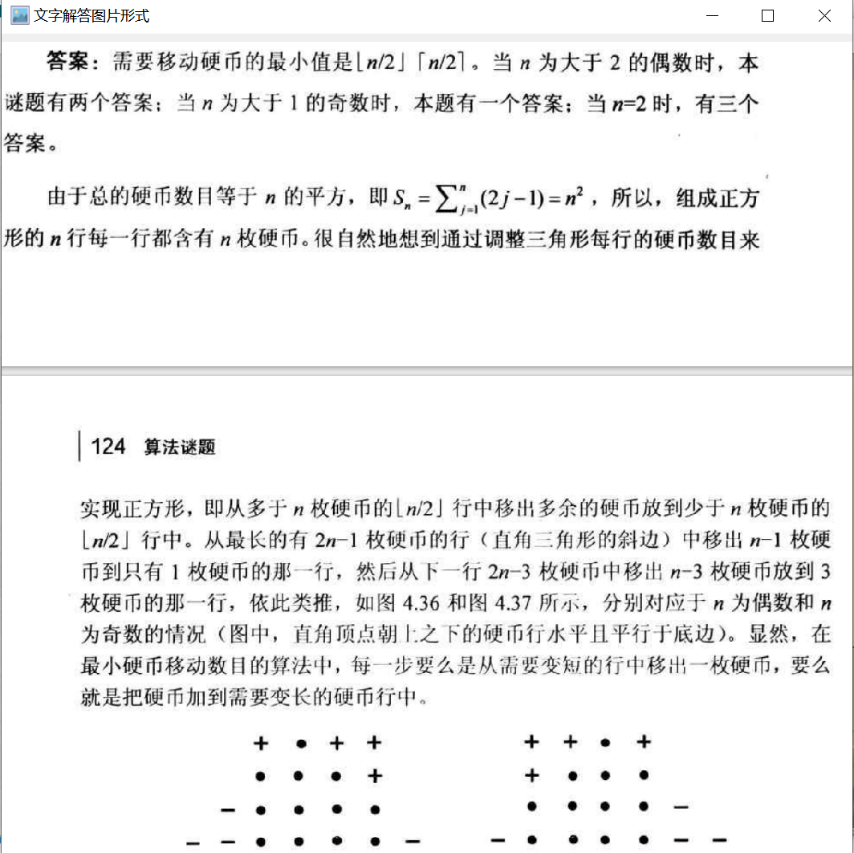 文字解答图片形式
答案：需要移动硬币的最小值是⌊n/2⌋⌈n/2⌉。当 n 为大于 2 的偶数时，本
谜题有两个答案；当 n 为大于 1 的奇数时，本题有一个答案；当 n=2 时，有三个
答案。
由于总的硬币数目等于 n 的平方，即 Sₙ = ∑ⁿⱼ₌₁(2j−1) = n²，所以，组成正方
形的 n 行每一行都含有 n 枚硬币。很自然地想到通过调整三角形每行的硬币数目来
124 算法谜题
实现正方形，即从多于 n 枚硬币的⌊n/2⌋ 行中移出多余的硬币放到少于 n 枚硬币的
⌊n/2⌋ 行中。从最长的有 2n−1 枚硬币的行（直角三角形的斜边）中移出 n−1 枚硬
币到只有 1 枚硬币的那一行，然后从下一行 2n−3 枚硬币中移出 n−3 枚硬币放到 3
枚硬币的那一行，依此类推，如图 4.36 和图 4.37 所示，分别对应于 n 为偶数和 n
为奇数的情况（图中，直角顶点朝上之下的硬币行水平且平行于底边）。显然，在
最小硬币移动数目的算法中，每一步要么是从需要变短的行中移出一枚硬币，要么
就是把硬币加到需要变长的硬币行中。